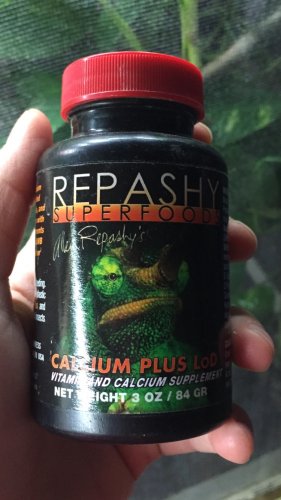 REPASHY
SUPERFOODS
Allen Repashy's
CALCIUM PLUS LoD
VITAMIN AND CALCIUM SUPPLEMENT
NET WEIGHT 3 OZ / 84 GR